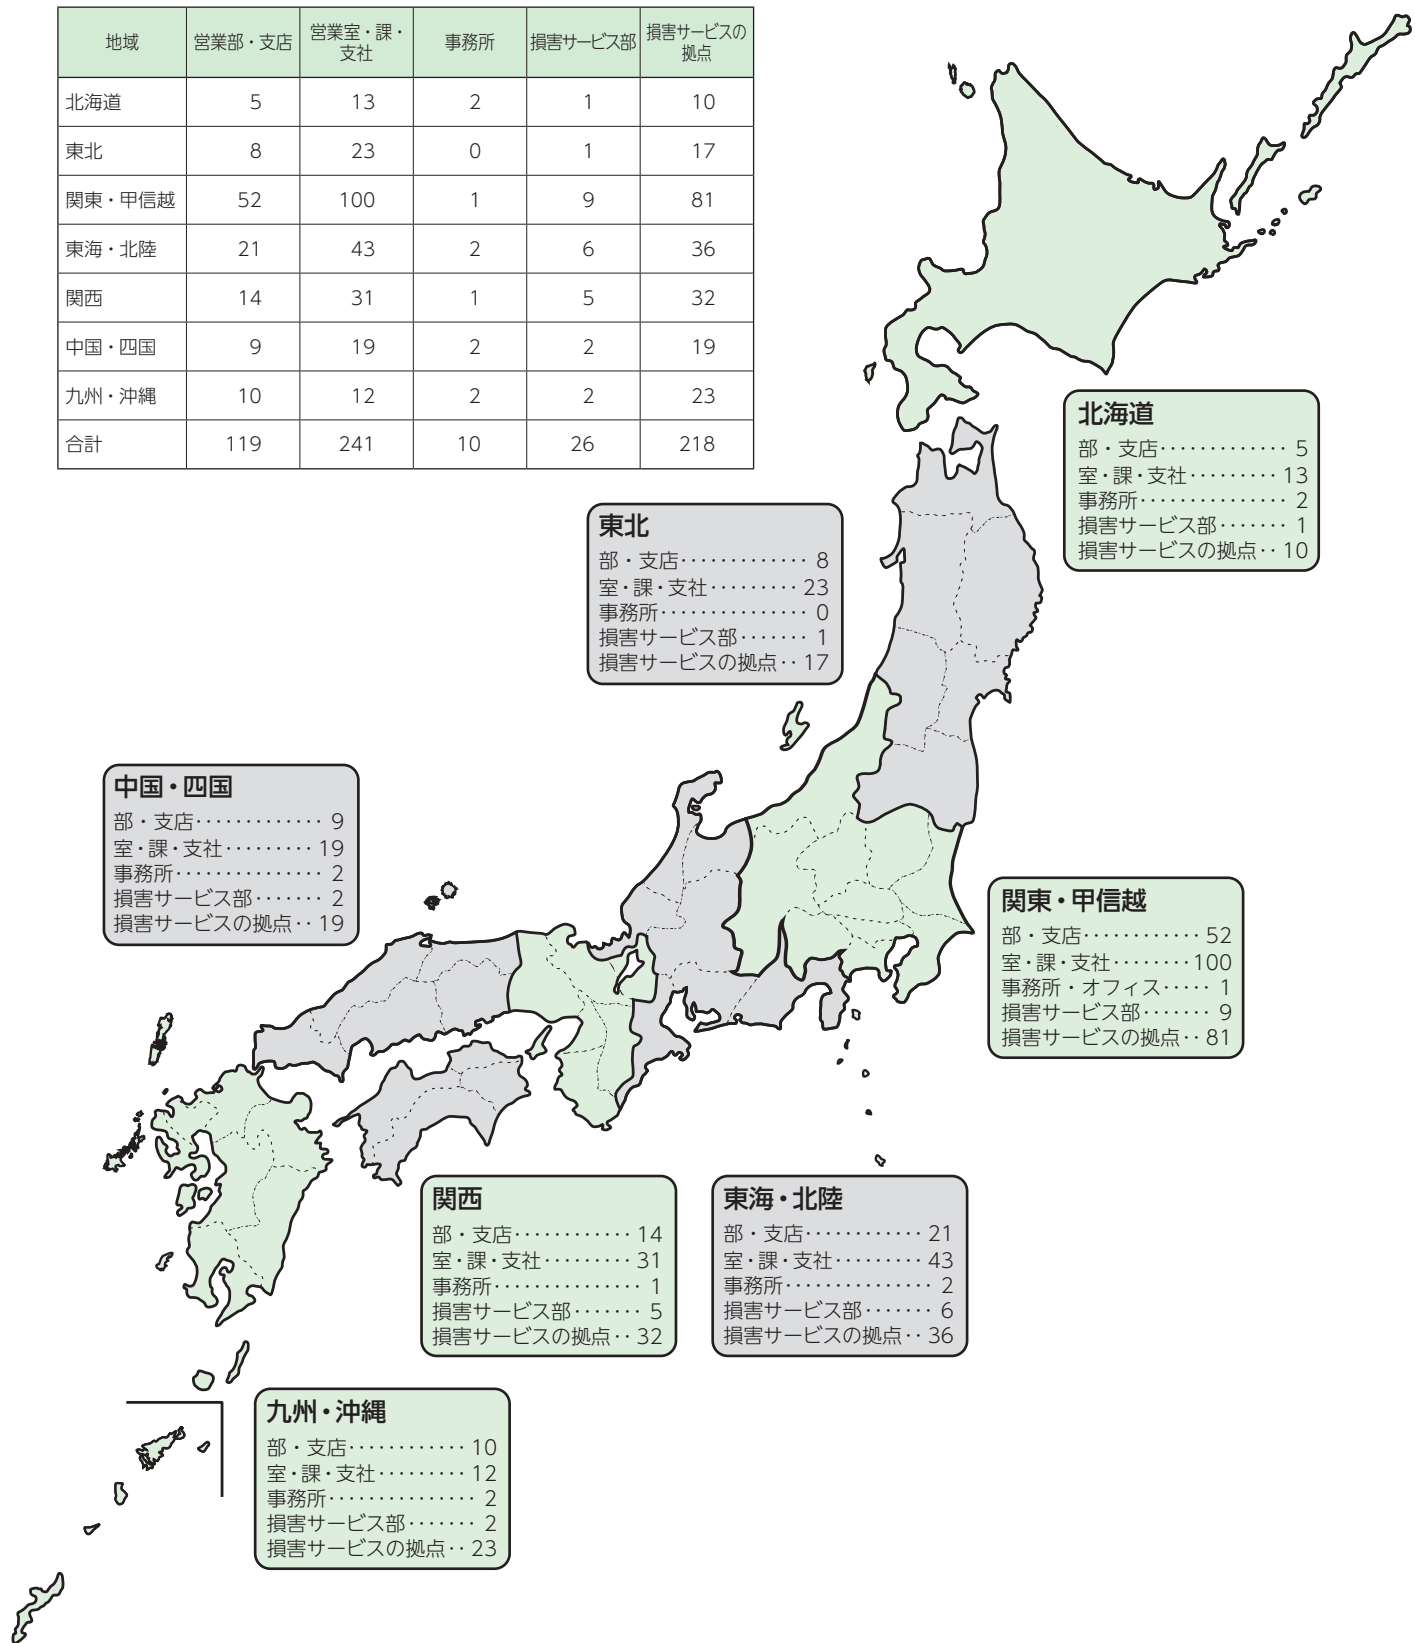 地域 営業部・支店 営業室・課・支社 事務所 損害サービス部 損害サービスの拠点
北海道 5 13 2 1 10
東北 8 23 0 1 17
関東・甲信越 52 100 1 9 81
東海・北陸 21 43 2 6 36
関西 14 31 1 5 32
中国・四国 9 19 2 2 19
九州・沖縄 10 12 2 2 23
合計 119 241 10 26 218
北海道
部・支店‥‥‥‥‥‥ 5
室・課・支社‥‥‥‥ 13
事務所‥‥‥‥‥‥‥ 2
損害サービス部‥‥‥ 1
損害サービスの拠点‥ 10
東北
部・支店‥‥‥‥‥‥ 8
室・課・支社‥‥‥‥ 23
事務所‥‥‥‥‥‥‥ 0
損害サービス部‥‥‥ 1
損害サービスの拠点‥ 17
中国・四国
部・支店‥‥‥‥‥‥ 9
室・課・支社‥‥‥‥ 19
事務所‥‥‥‥‥‥‥ 2
損害サービス部‥‥‥ 2
損害サービスの拠点‥ 19
関東・甲信越
部・支店‥‥‥‥‥‥ 52
室・課・支社‥‥‥‥ 100
事務所・オフィス‥‥ 1
損害サービス部‥‥‥ 9
損害サービスの拠点‥ 81
関西
部・支店‥‥‥‥‥‥ 14
室・課・支社‥‥‥‥ 31
事務所‥‥‥‥‥‥‥ 1
損害サービス部‥‥‥ 5
損害サービスの拠点‥ 32
東海・北陸
部・支店‥‥‥‥‥‥ 21
室・課・支社‥‥‥‥ 43
事務所‥‥‥‥‥‥‥ 2
損害サービス部‥‥‥ 6
損害サービスの拠点‥ 36
九州・沖縄
部・支店‥‥‥‥‥‥ 10
室・課・支社‥‥‥‥ 12
事務所‥‥‥‥‥‥‥ 2
損害サービス部‥‥‥ 2
損害サービスの拠点‥ 23